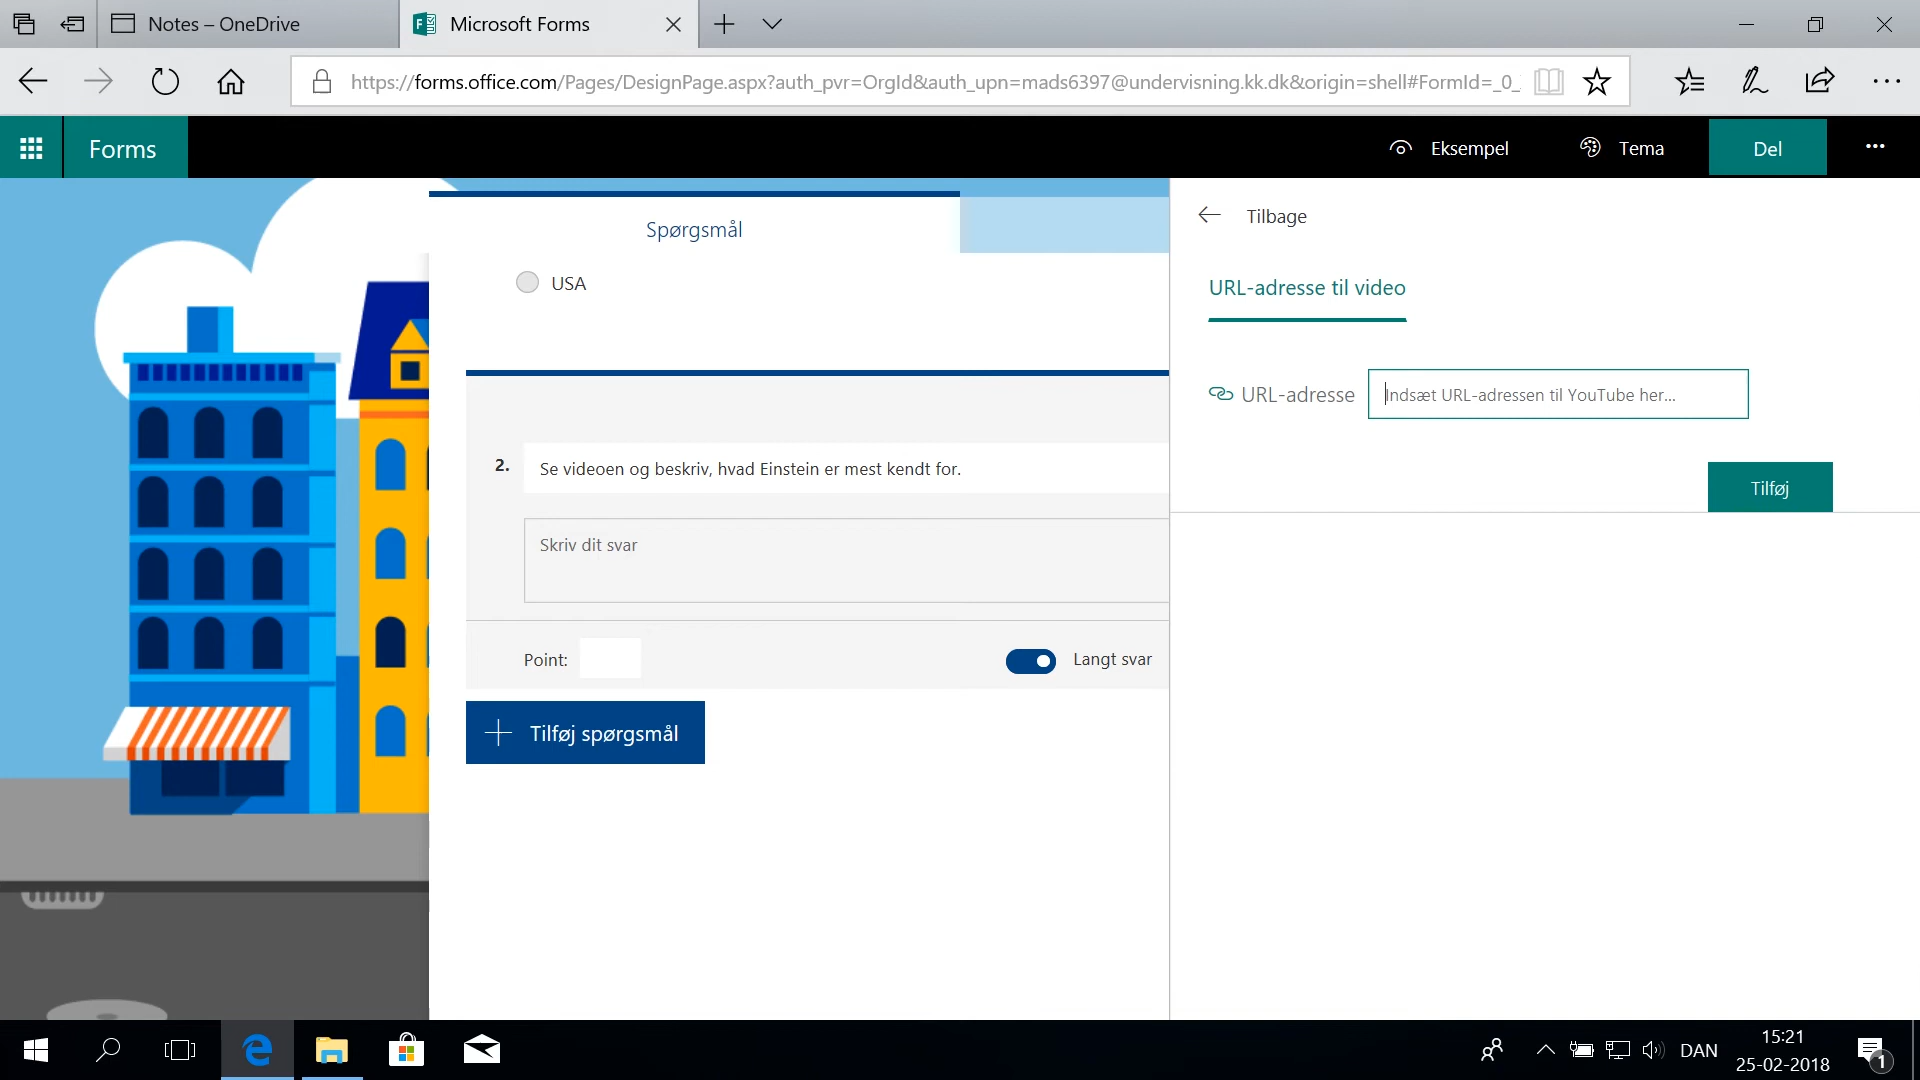 Notes – OneDrive
Microsoft Forms
https://forms.office.com/Pages/DesignPage.aspx?auth_pvr=OrgId&auth_upn=mads6397@undervisning.kk.dk&origin=shell#FormId=_0_
Forms
Eksempel
Tema
Del
Spørgsmål
USA
2. Se videoen og beskriv, hvad Einstein er mest kendt for.
Skriv dit svar
Point:
Langt svar
Tilføj spørgsmål
Tilbage
URL-adresse til video
URL-adresse
Indsæt URL-adressen til YouTube her...
Tilføj
DAN
15:21
25-02-2018
1